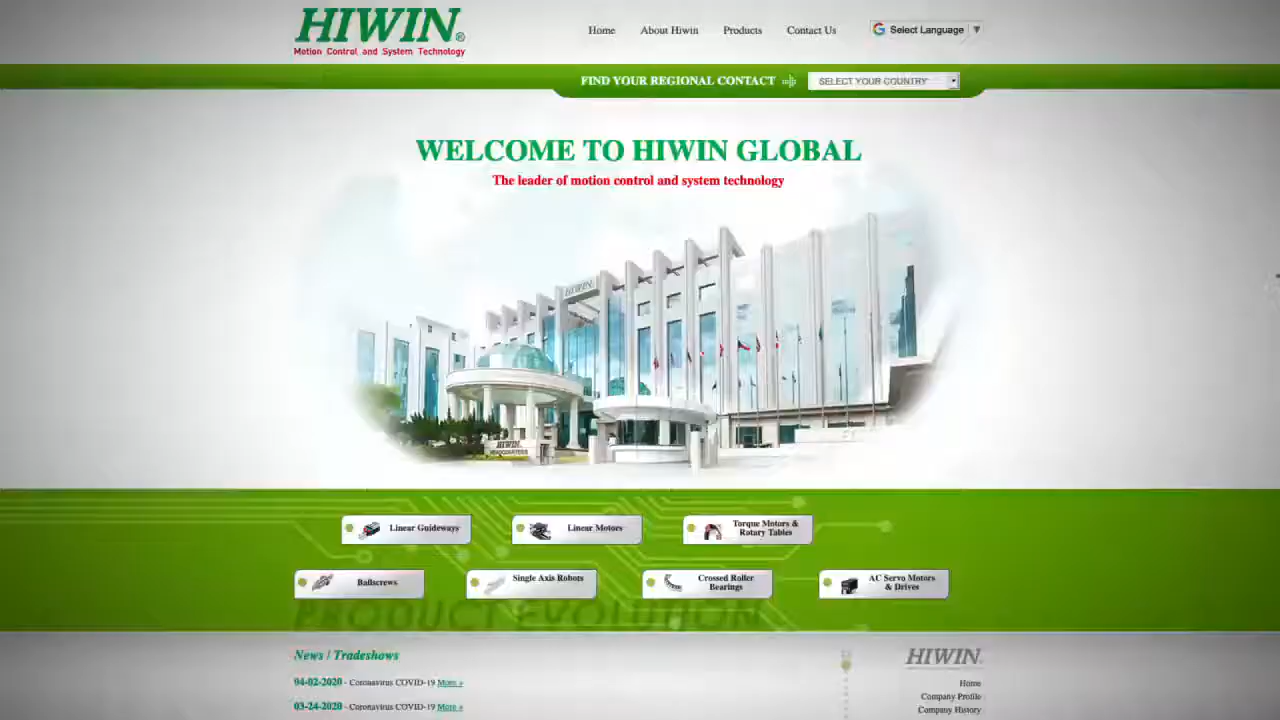 HIWIN®
Motion Control and System Technology
Home
About Hiwin
Products
Contact Us
Select Language
FIND YOUR REGIONAL CONTACT
SELECT YOUR COUNTRY
WELCOME TO HIWIN GLOBAL
The leader of motion control and system technology
HIWIN
HIWIN
HEADQUARTERS
Linear Guideways
Linear Motors
Torque Motors &
Rotary Tables
Ballscrews
Single Axis Robots
Crossed Roller
Bearings
AC Servo Motors
& Drives
PRODUCT EVOLUTION
News / Tradeshows
04-02-2020 - Coronavirus COVID-19 More »
03-24-2020 - Coronavirus COVID-19 More »
HIWIN
Home
Company Profile
Company History